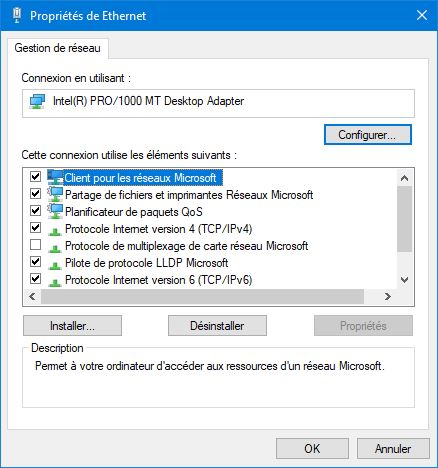 Propriétés de Ethernet
Gestion de réseau
Connexion en utilisant :
Intel(R) PRO/1000 MT Desktop Adapter
Configurer...
Cette connexion utilise les éléments suivants :
Client pour les réseaux Microsoft
Partage de fichiers et imprimantes Réseaux Microsoft
Planificateur de paquets QoS
Protocole Internet version 4 (TCP/IPv4)
Protocole de multiplexage de carte réseau Microsoft
Pilote de protocole LLDP Microsoft
Protocole Internet version 6 (TCP/IPv6)
Installer... Désinstaller Propriétés
Description
Permet à votre ordinateur d'accéder aux ressources d'un réseau Microsoft.
OK Annuler